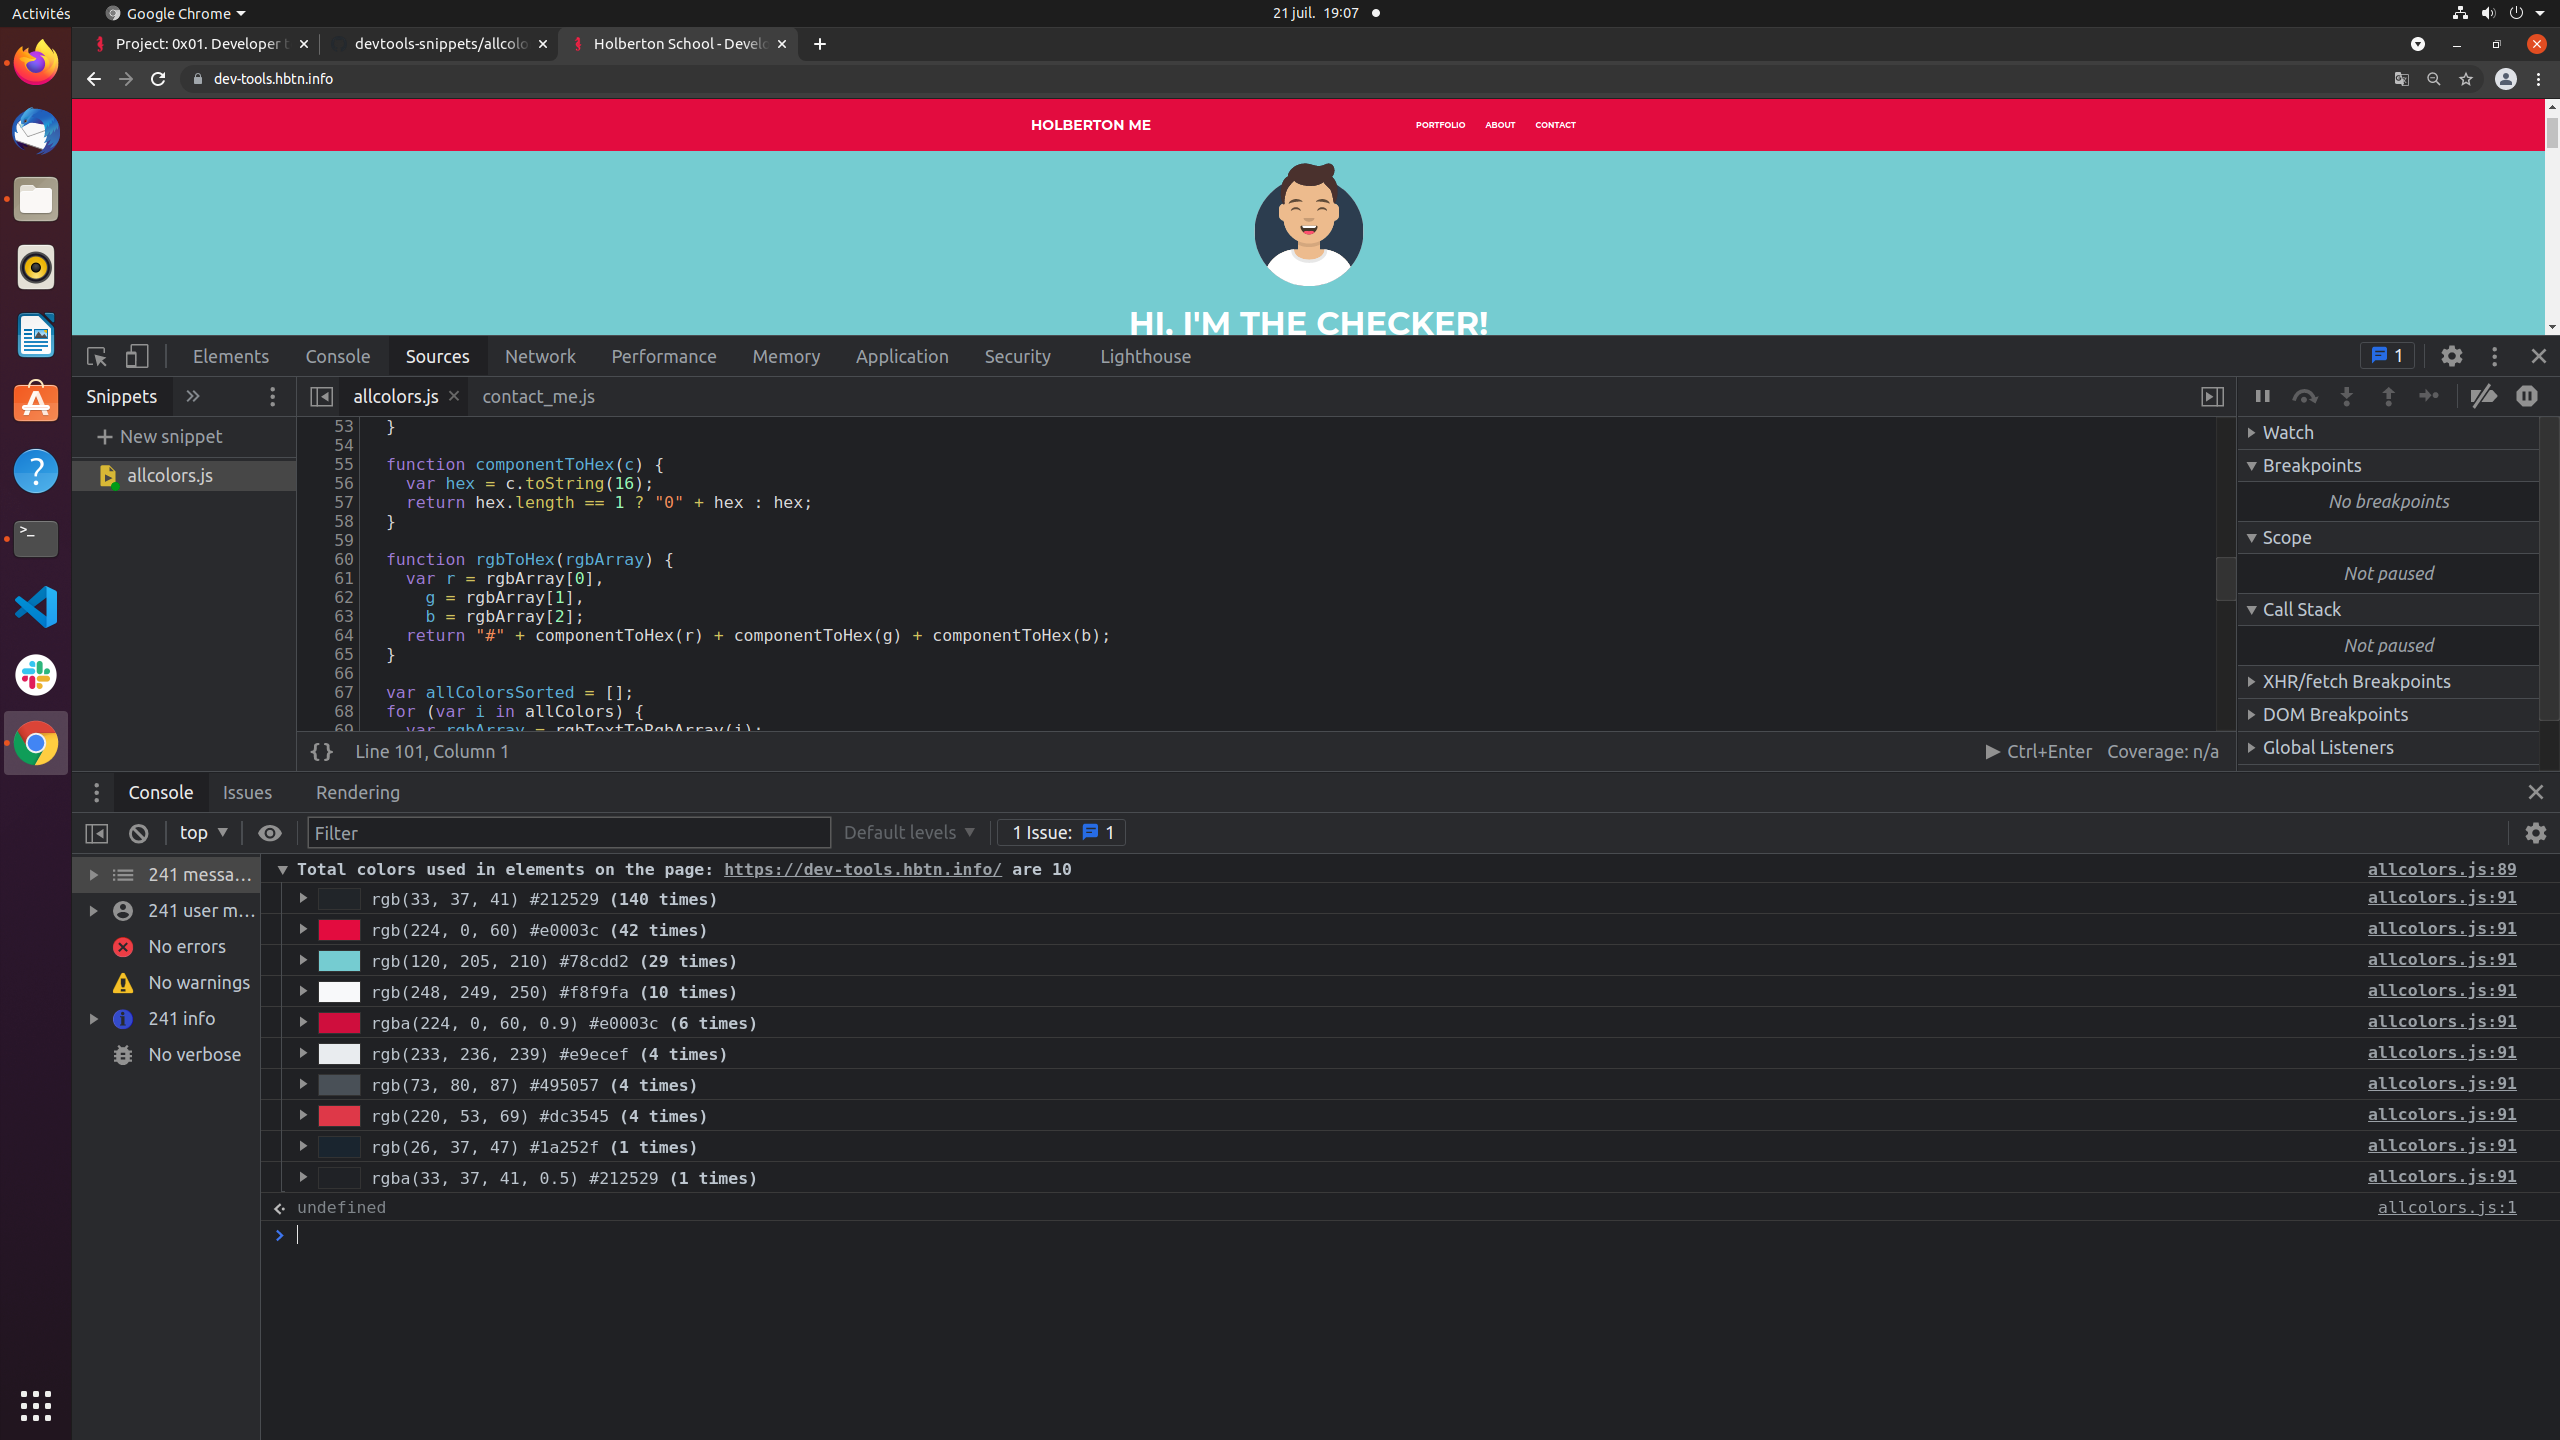 Activités
Google Chrome
21 juil. 19:07
Project: 0x01. Developer t
devtools-snippets/allcolo
Holberton School - Develo
dev-tools.hbtn.info
HOLBERTON ME
PORTFOLIO
ABOUT
CONTACT
HI, I'M THE CHECKER!
Elements
Console
Sources
Network
Performance
Memory
Application
Security
Lighthouse
1
Snippets
allcolors.js
contact_me.js
New snippet
allcolors.js
53 }
54
55 function componentToHex(c) {
56 var hex = c.toString(16);
57 return hex.length == 1 ? "0" + hex : hex;
58 }
59
60 function rgbToHex(rgbArray) {
61 var r = rgbArray[0],
62 g = rgbArray[1],
63 b = rgbArray[2];
64 return "#" + componentToHex(r) + componentToHex(g) + componentToHex(b);
65 }
66
67 var allColorsSorted = [];
68 for (var i in allColors) {
69 var rgbArray = rgbTextToRgbArray(i);
{} Line 101, Column 1
Ctrl+Enter
Coverage: n/a
Watch
Breakpoints
No breakpoints
Scope
Not paused
Call Stack
Not paused
XHR/fetch Breakpoints
DOM Breakpoints
Global Listeners
Console
Issues
Rendering
top
Filter
Default levels
1 Issue: 1
241 messa…
241 user m…
No errors
No warnings
241 info
No verbose
Total colors used in elements on the page: https://dev-tools.hbtn.info/ are 10 allcolors.js:89
rgb(33, 37, 41) #212529 (140 times) allcolors.js:91
rgb(224, 0, 60) #e0003c (42 times) allcolors.js:91
rgb(120, 205, 210) #78cdd2 (29 times) allcolors.js:91
rgb(248, 249, 250) #f8f9fa (10 times) allcolors.js:91
rgba(224, 0, 60, 0.9) #e0003c (6 times) allcolors.js:91
rgb(233, 236, 239) #e9ecef (4 times) allcolors.js:91
rgb(73, 80, 87) #495057 (4 times) allcolors.js:91
rgb(220, 53, 69) #dc3545 (4 times) allcolors.js:91
rgb(26, 37, 47) #1a252f (1 times) allcolors.js:91
rgba(33, 37, 41, 0.5) #212529 (1 times) allcolors.js:91
undefined allcolors.js:1